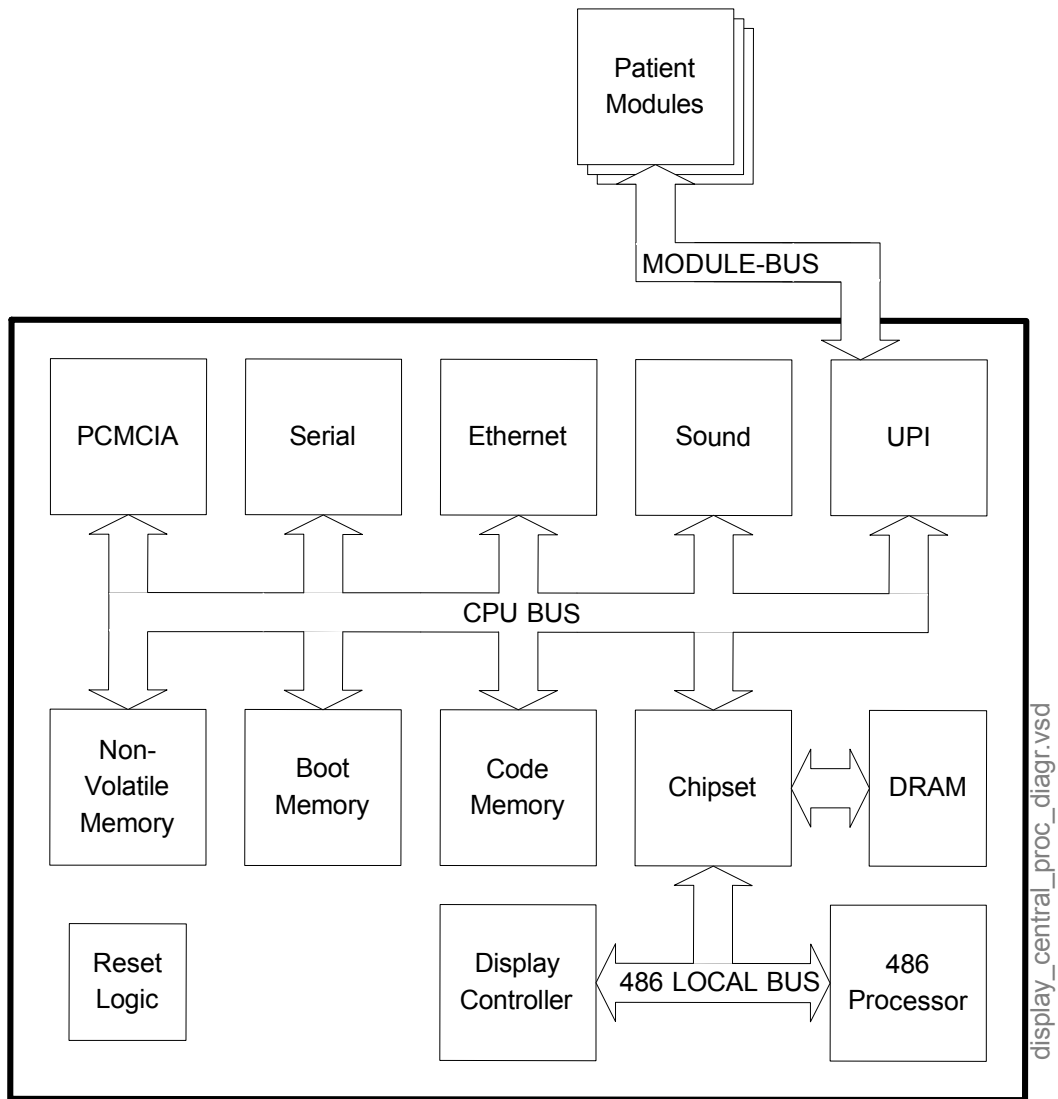 Patient
Modules
MODULE-BUS
PCMCIA
Serial
Ethernet
Sound
UPI
CPU BUS
Non-
Volatile
Memory
Boot
Memory
Code
Memory
Chipset
DRAM
Reset
Logic
Display
Controller
486 LOCAL BUS
486
Processor
display_central_proc_diagr.vsd